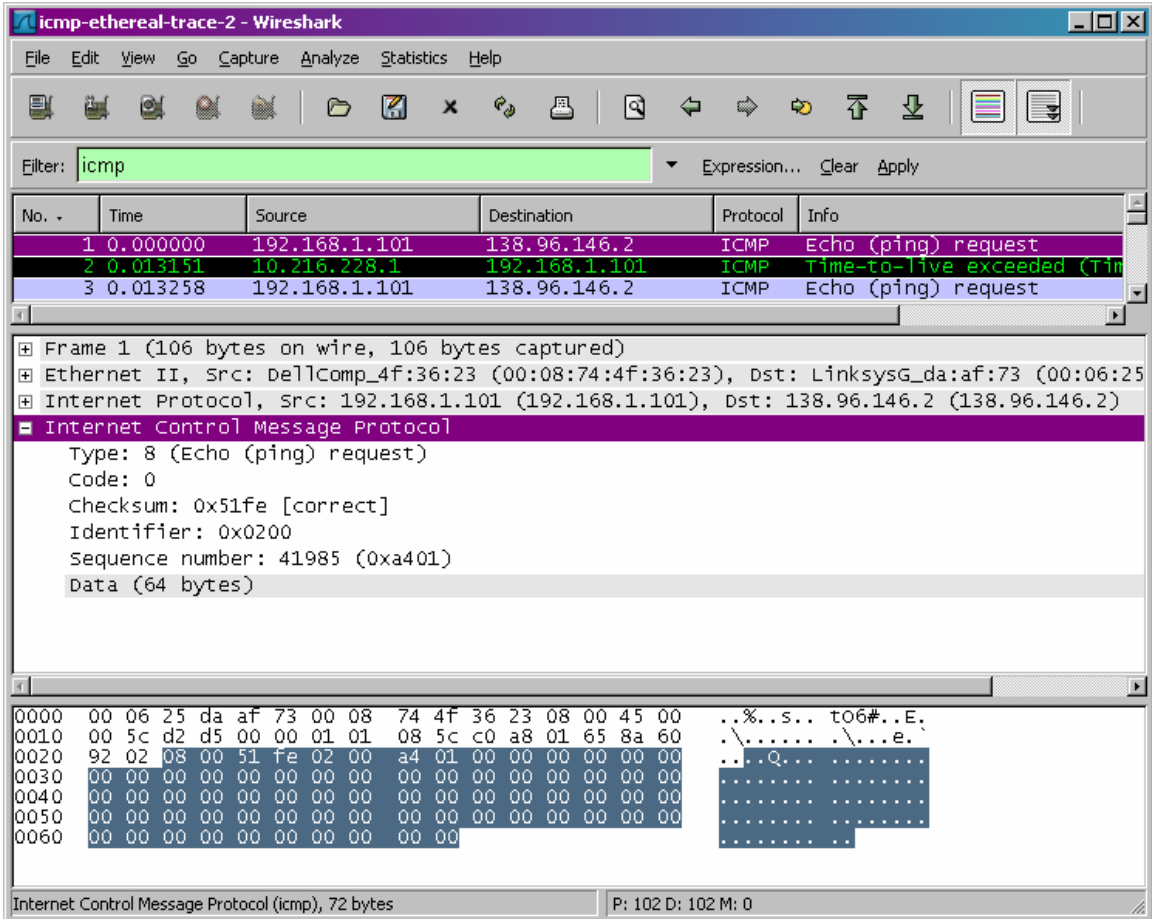 icmp-ethereal-trace-2 - Wireshark
File Edit View Go Capture Analyze Statistics Help
Filter: icmp Expression... Clear Apply
No. Time Source Destination Protocol Info
1 0.000000 192.168.1.101 138.96.146.2 ICMP Echo (ping) request
2 0.013151 10.216.228.1 192.168.1.101 ICMP Time-to-live exceeded (Tim
3 0.013258 192.168.1.101 138.96.146.2 ICMP Echo (ping) request
Frame 1 (106 bytes on wire, 106 bytes captured)
Ethernet II, Src: DellComp_4f:36:23 (00:08:74:4f:36:23), Dst: LinksysG_da:af:73 (00:06:25
Internet Protocol, Src: 192.168.1.101 (192.168.1.101), Dst: 138.96.146.2 (138.96.146.2)
Internet Control Message Protocol
Type: 8 (Echo (ping) request)
Code: 0
Checksum: 0x51fe [correct]
Identifier: 0x0200
Sequence number: 41985 (0xa401)
Data (64 bytes)
0000 00 06 25 da af 73 00 08 74 4f 36 23 08 00 45 00 ..%..s.. tO6#..E.
0010 00 5c d2 d5 00 00 01 01 08 5c c0 a8 01 65 8a 60 .\...... .\...e.`
0020 92 02 08 00 51 fe 02 00 a4 01 00 00 00 00 00 00 ....Q... ........
0030 00 00 00 00 00 00 00 00 00 00 00 00 00 00 00 00 ........ ........
0040 00 00 00 00 00 00 00 00 00 00 00 00 00 00 00 00 ........ ........
0050 00 00 00 00 00 00 00 00 00 00 00 00 00 00 00 00 ........ ........
0060 00 00 00 00 00 00 00 00 00 00 ........ ..
Internet Control Message Protocol (icmp), 72 bytes P: 102 D: 102 M: 0